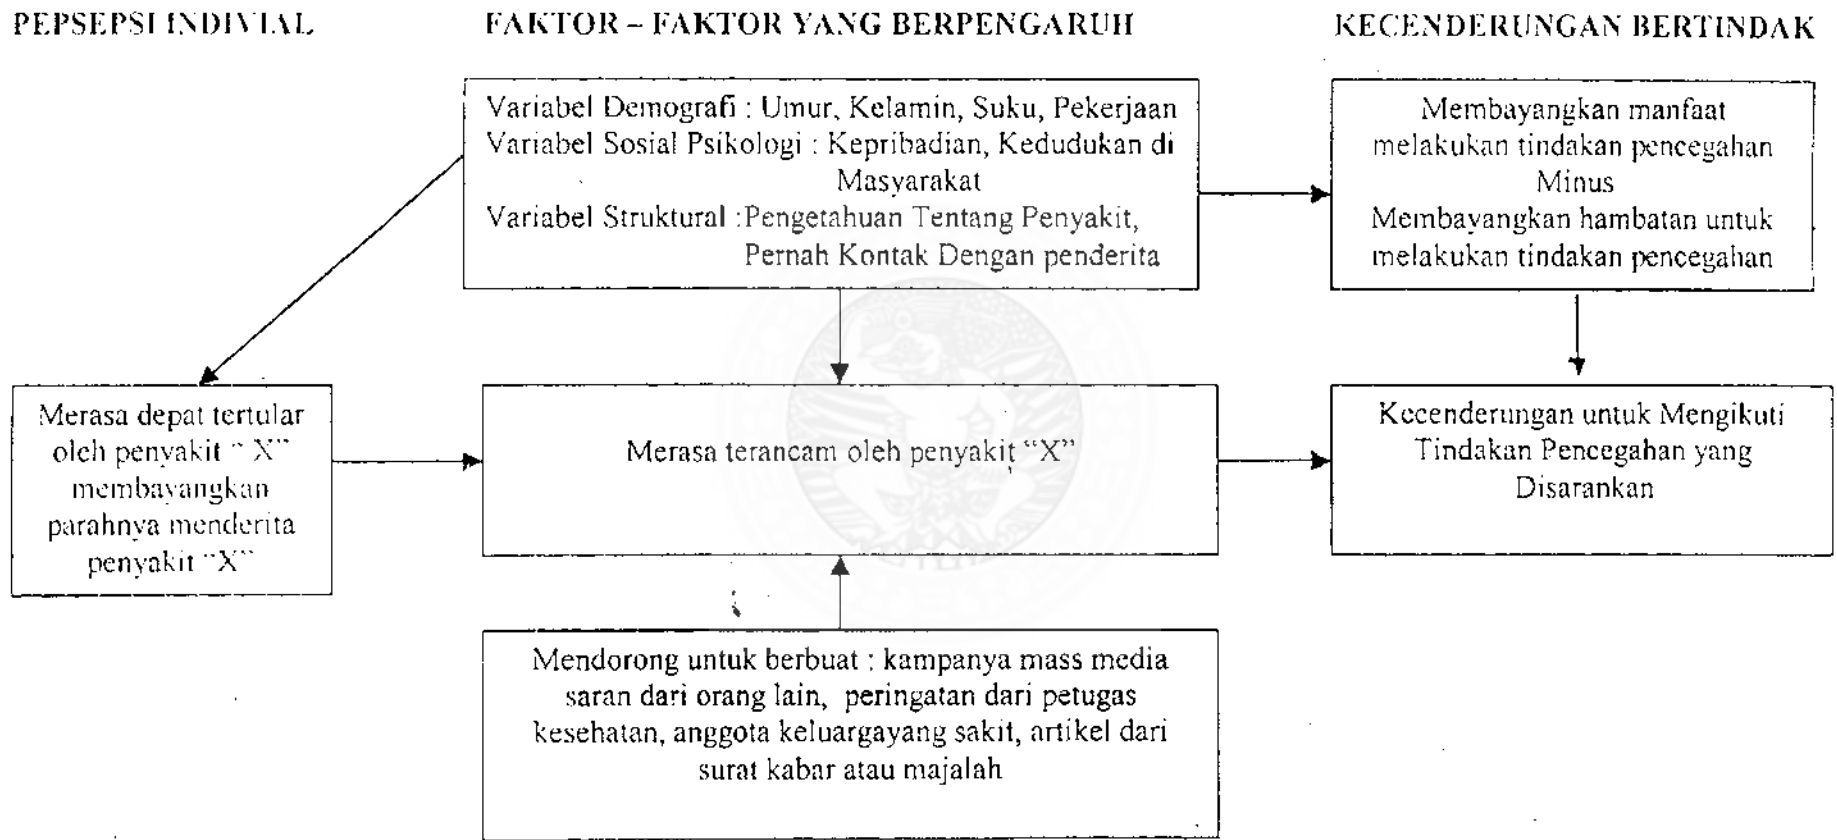 PEPSEPSI INDIVIAL
FAKTOR – FAKTOR YANG BERPENGARUH
KECENDERUNGAN BERTINDAK
Variabel Demografi : Umur, Kelamin, Suku, Pekerjaan
Variabel Sosial Psikologi : Kepribadian, Kedudukan di
Masyarakat
Variabel Struktural :Pengetahuan Tentang Penyakit,
Pernah Kontak Dengan penderita
Membayangkan manfaat
melakukan tindakan pencegahan
Minus
Membayangkan hambatan untuk
melakukan tindakan pencegahan
Merasa depat tertular
oleh penyakit “ X”
membayangkan
parahnya menderita
penyakit “X”
Merasa terancam oleh penyakit “X”
Kecenderungan untuk Mengikuti
Tindakan Pencegahan yang
Disarankan
Mendorong untuk berbuat : kampanya mass media
saran dari orang lain, peringatan dari petugas
kesehatan, anggota keluargayang sakit, artikel dari
surat kabar atau majalah